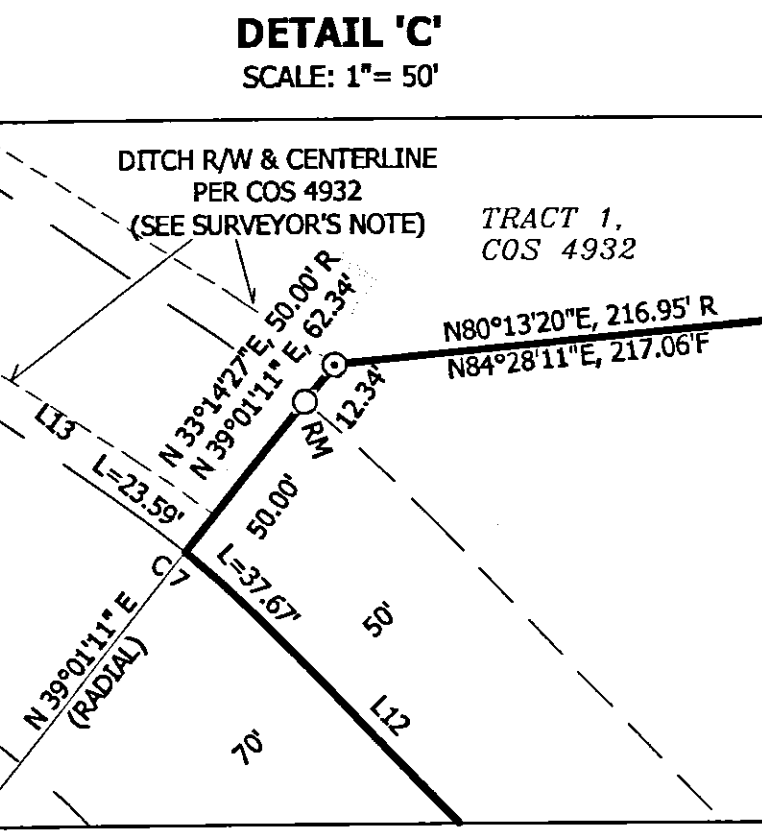 DETAIL 'C'
SCALE: 1"= 50'
DITCH R/W & CENTERLINE
PER COS 4932
(SEE SURVEYOR'S NOTE)
TRACT 1,
COS 4932
N 33°14'27"E, 50.00' R
N 39°01'11" E, 62.34'
N80°13'20"E, 216.95' R
N84°28'11"E, 217.06'F
12.34'
RM
L13
L=23.59'
50.00'
C7
L=37.67'
50'
N 39°01'11" E
(RADIAL)
L12
70'